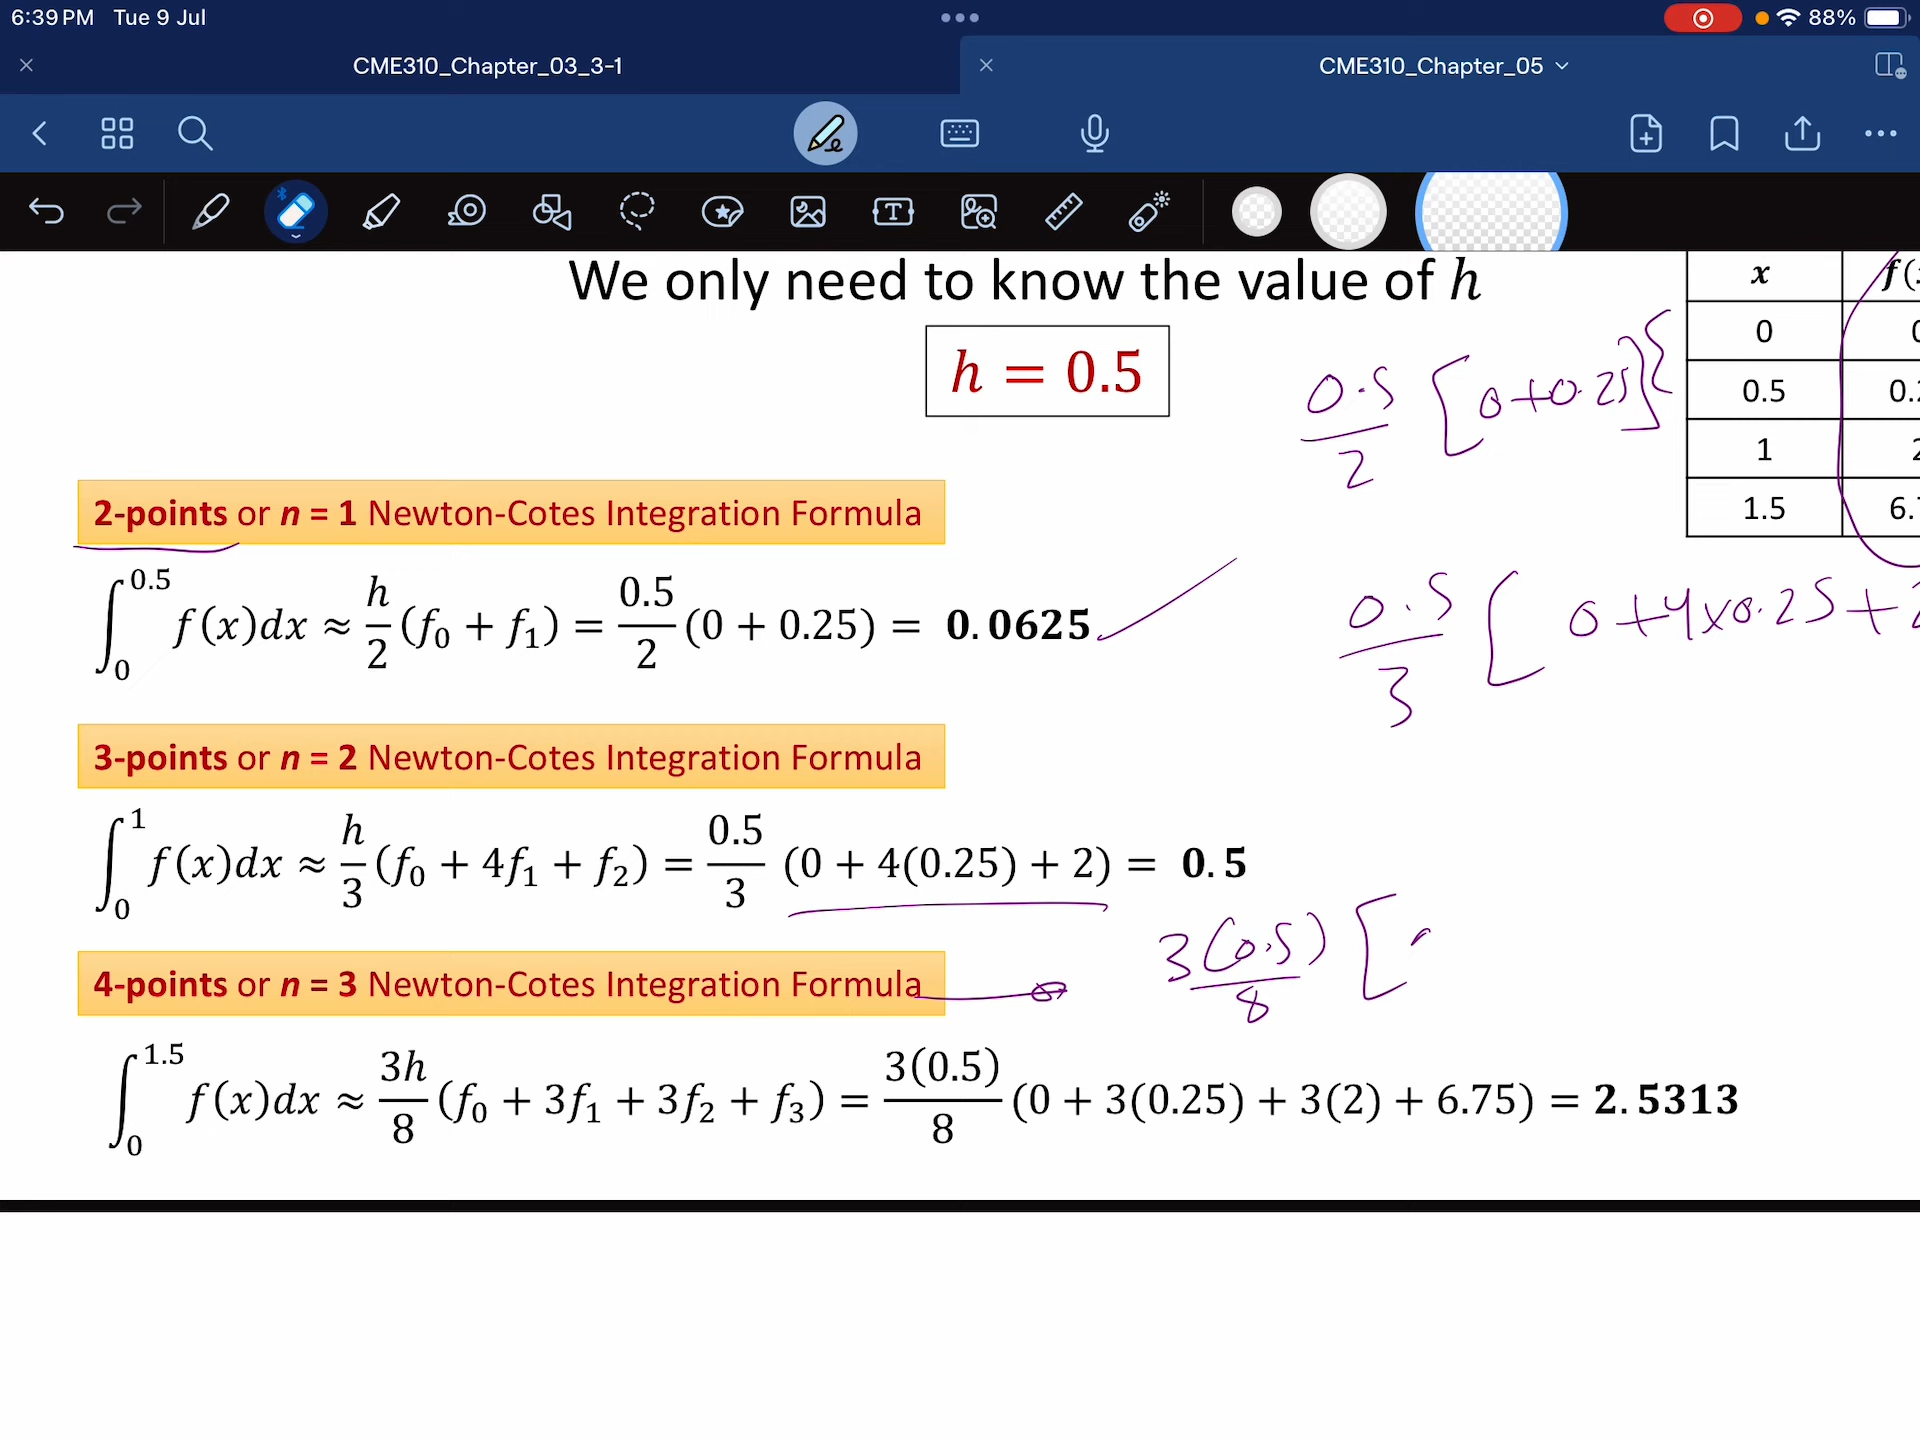 6:39 PM Tue 9 Jul
88%
CME310_Chapter_03_3-1
CME310_Chapter_05
We only need to know the value of h
h = 0.5
x f(
0
0.5 0.
1 2
1.5 6.
0.5/2 [0+0.25]
2-points or n = 1 Newton-Cotes Integration Formula
∫₀^0.5 f(x)dx ≈ h/2 (f₀ + f₁) = 0.5/2 (0 + 0.25) = 0.0625
0.5/3 [0+4x0.25+2
3-points or n = 2 Newton-Cotes Integration Formula
∫₀^1 f(x)dx ≈ h/3 (f₀ + 4f₁ + f₂) = 0.5/3 (0 + 4(0.25) + 2) = 0.5
3(0.5)/8 [
4-points or n = 3 Newton-Cotes Integration Formula
∫₀^1.5 f(x)dx ≈ 3h/8 (f₀ + 3f₁ + 3f₂ + f₃) = 3(0.5)/8 (0 + 3(0.25) + 3(2) + 6.75) = 2.5313